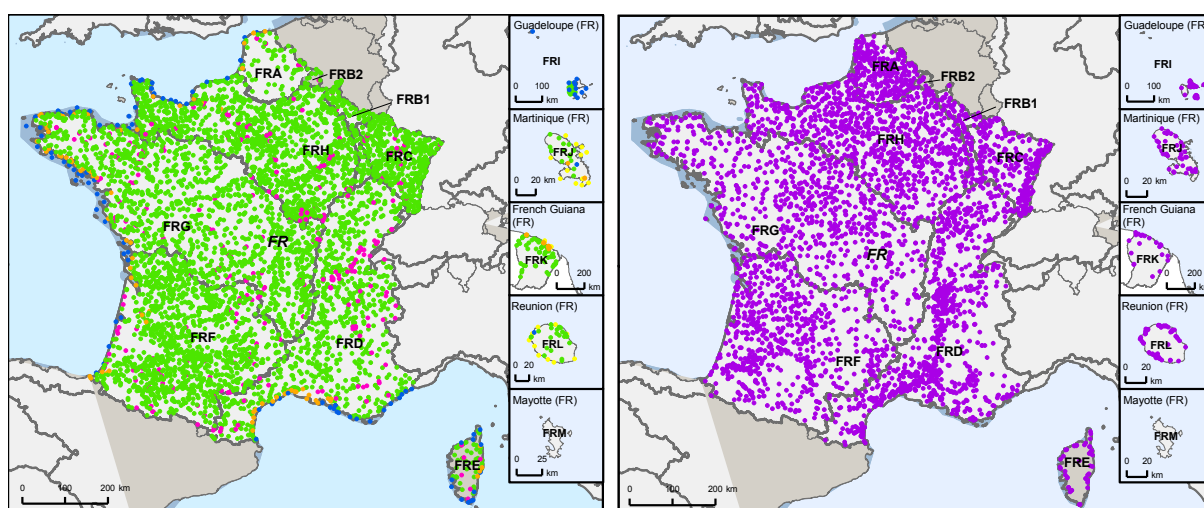 Guadeloupe (FR)
FRI
0 100
km
Martinique (FR)
FRJ
0 20
km
French Guiana
(FR)
FRK
0 200
km
Reunion (FR)
FRL
0 20
km
Mayotte (FR)
FRM
0 25
km
FRA
FRB2
FRB1
FRH
FRC
FRG
FR
FRF
FRD
FRE
0 100 200 km
Guadeloupe (FR)
FRI
0 100
km
Martinique (FR)
FRJ
0 20
km
French Guiana
(FR)
FRK
0 200
km
Reunion (FR)
FRL
0 20
km
Mayotte (FR)
FRM
0 20
km
FRA
FRB2
FRB1
FRH
FRC
FRG
FR
FRF
FRD
FRE
0 100 200
km